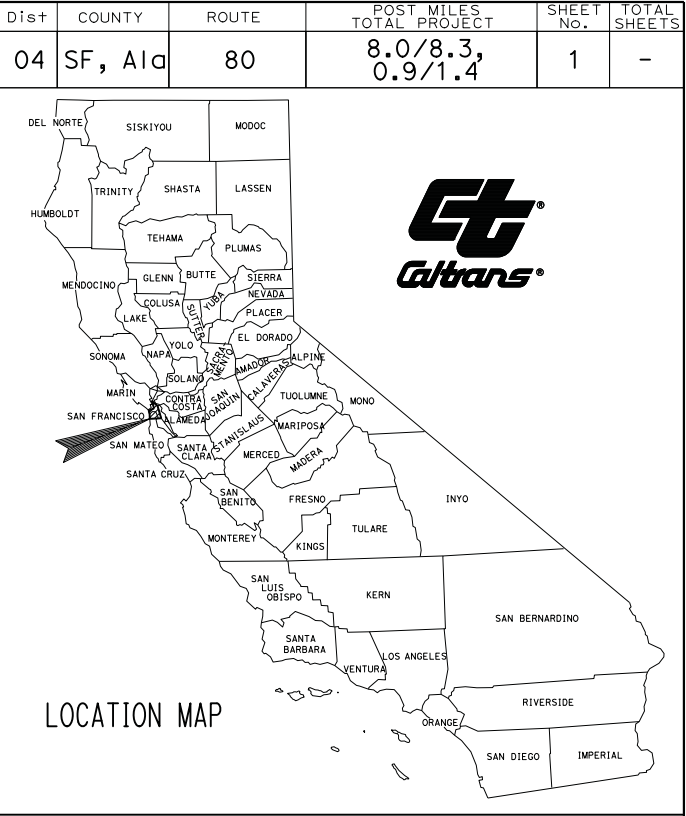 Dist COUNTY ROUTE POST MILES TOTAL PROJECT SHEET No. TOTAL SHEETS
04 SF, Ala 80 8.0/8.3, 0.9/1.4 1 -
DEL NORTE
SISKIYOU
MODOC
TRINITY
SHASTA
LASSEN
HUMBOLDT
TEHAMA
PLUMAS
MENDOCINO
GLENN
BUTTE
SIERRA
COLUSA
YUBA
NEVADA
LAKE
SUTTER
PLACER
SONOMA
NAPA
YOLO
SACRA-
MENTO
EL DORADO
AMADOR
ALPINE
SOLANO
CALAVERAS
MARIN
CONTRA
COSTA
SAN
JOAQUIN
TUOLUMNE
MONO
SAN FRANCISCO
ALAMEDA
STANISLAUS
MARIPOSA
SAN MATEO
SANTA
CLARA
MERCED
MADERA
SANTA CRUZ
SAN
BENITO
FRESNO
INYO
MONTEREY
KINGS
TULARE
SAN
LUIS
OBISPO
KERN
SAN BERNARDINO
SANTA
BARBARA
VENTURA
LOS ANGELES
ORANGE
RIVERSIDE
SAN DIEGO
IMPERIAL
Ct®
Caltrans®
LOCATION MAP